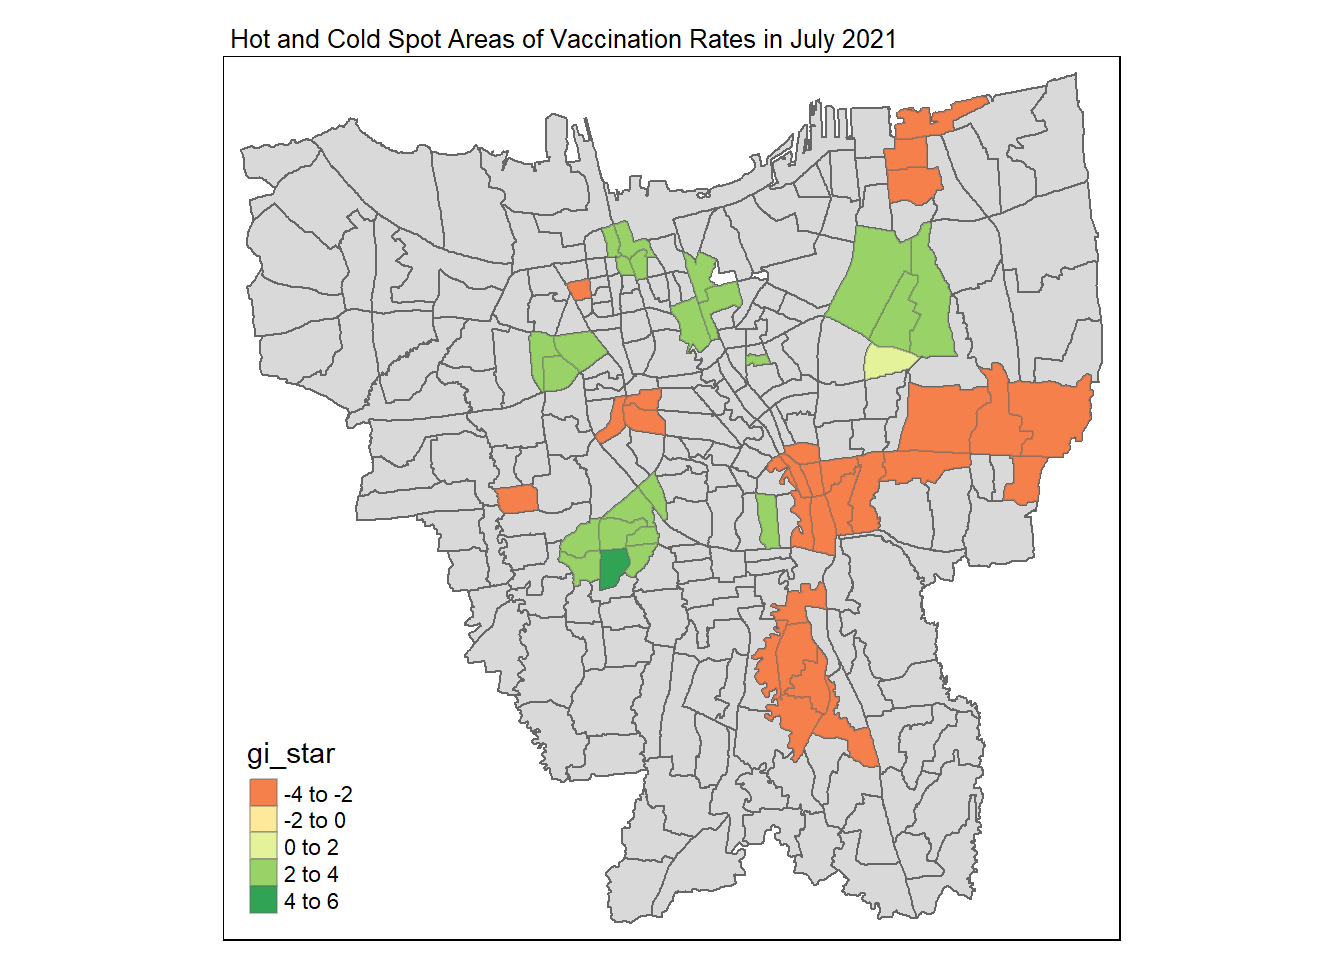 Hot and Cold Spot Areas of Vaccination Rates in July 2021
gi_star
-4 to -2
-2 to 0
0 to 2
2 to 4
4 to 6